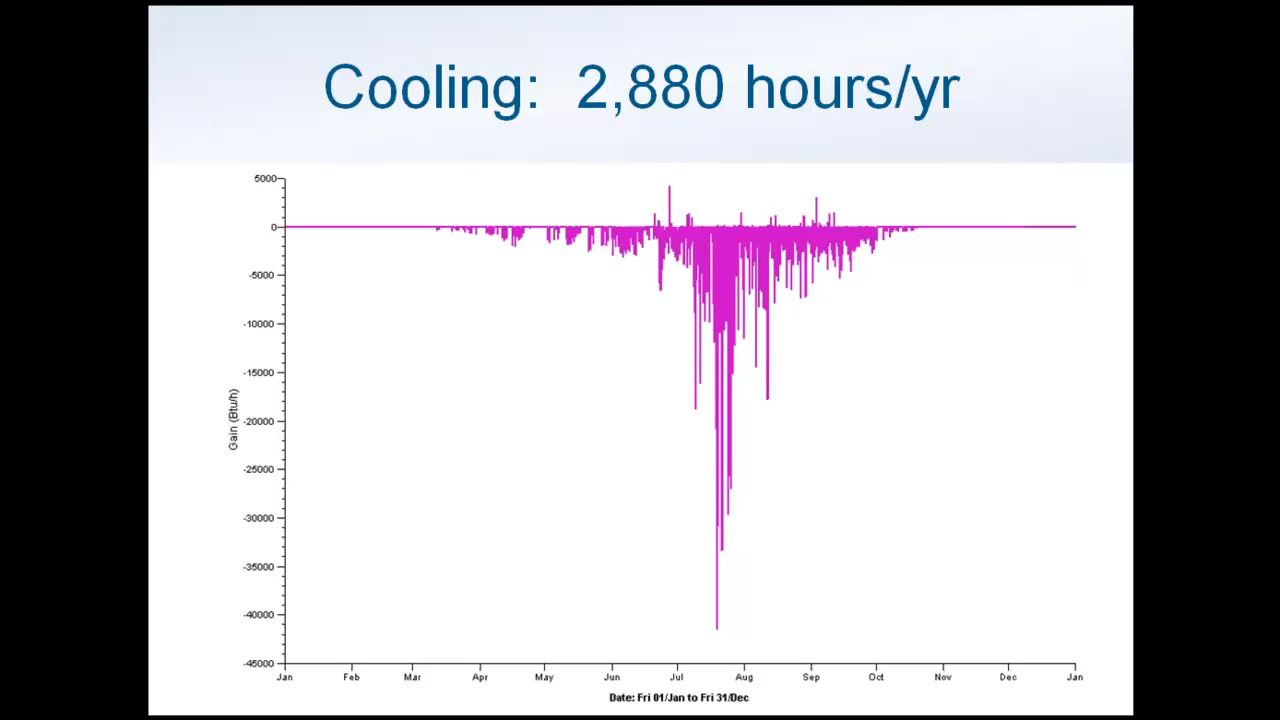 Cooling: 2,880 hours/yr
5000
0
-5000
-10000
-15000
-20000
-25000
-30000
-35000
-40000
-45000
Gain (Btu/h)
Jan Feb Mar Apr May Jun Jul Aug Sep Oct Nov Dec Jan
Date: Fri 01/Jan to Fri 31/Dec